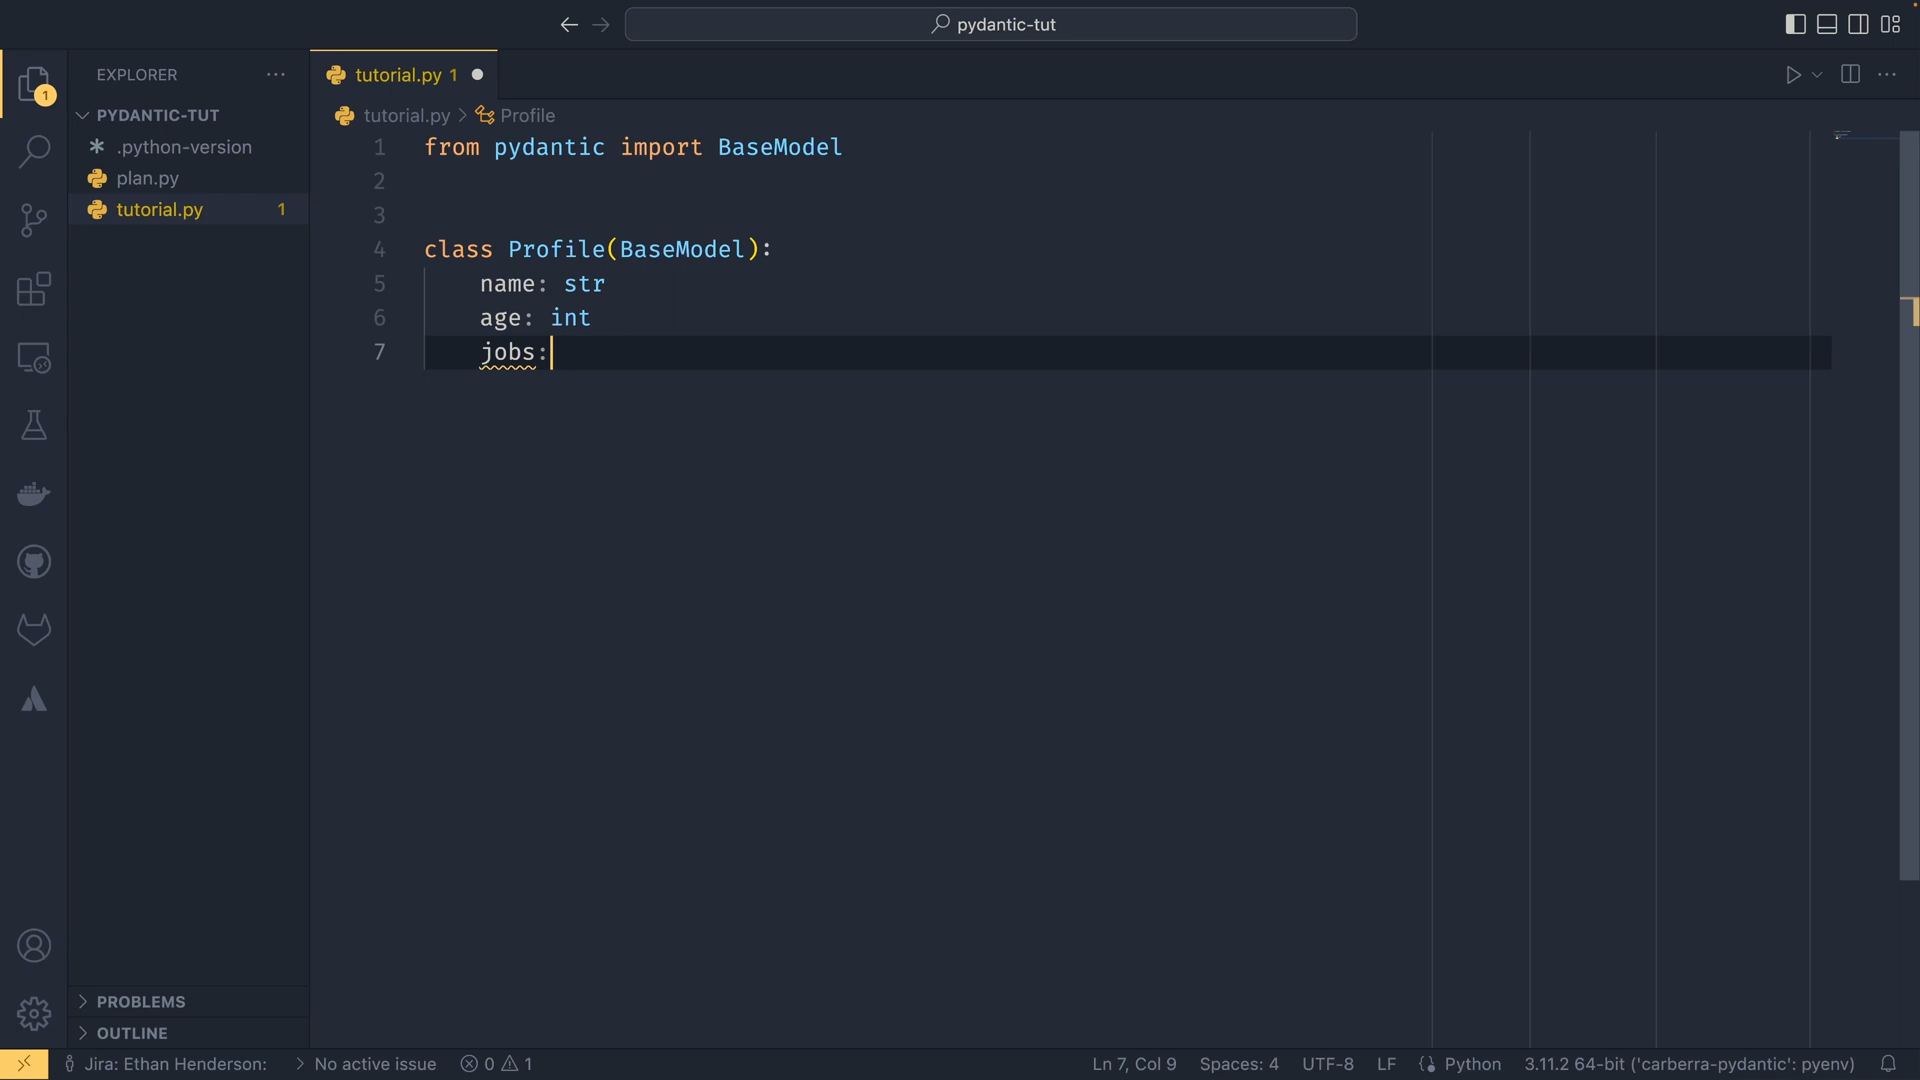 pydantic-tut
EXPLORER
PYDANTIC-TUT
.python-version
plan.py
tutorial.py 1
1
tutorial.py 1
tutorial.py > Profile
1 from pydantic import BaseModel
2
3
4 class Profile(BaseModel):
5 name: str
6 age: int
7 jobs:
PROBLEMS
OUTLINE
Jira: Ethan Henderson: > No active issue 0 1 Ln 7, Col 9 Spaces: 4 UTF-8 LF Python 3.11.2 64-bit ('carberra-pydantic': pyenv)